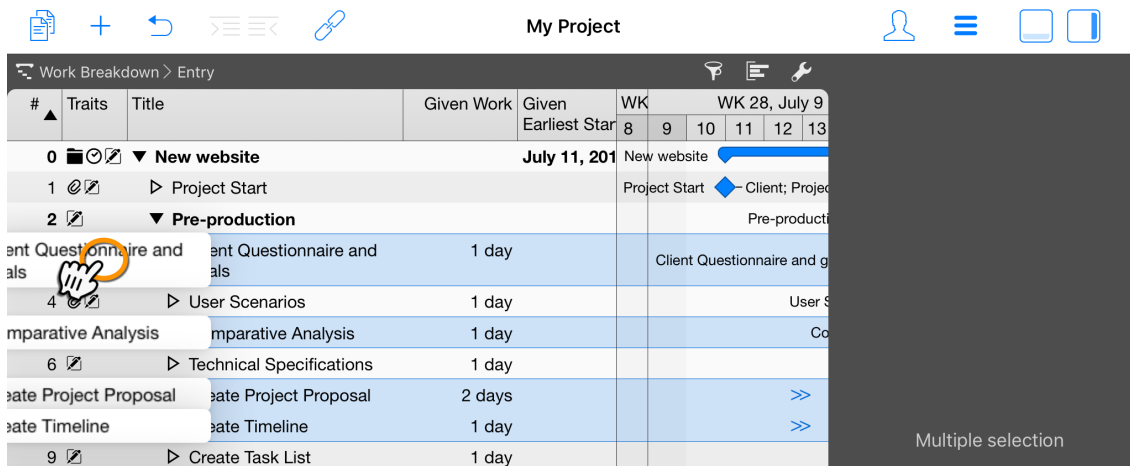 My Project
Work Breakdown > Entry
# Traits Title Given Work Given Earliest Star WK WK 28, July 9
8 9 10 11 12 13
0 New website July 11, 201 New website
1 Project Start Project Start Client; Projec
2 Pre-production Pre-producti
ent Questionnaire and ent Questionnaire and 1 day Client Questionnaire and g
als als
4 User Scenarios 1 day User S
mparative Analysis mparative Analysis 1 day Co
6 Technical Specifications 1 day
eate Project Proposal eate Project Proposal 2 days >>
eate Timeline eate Timeline 1 day >>
Multiple selection
9 Create Task List 1 day